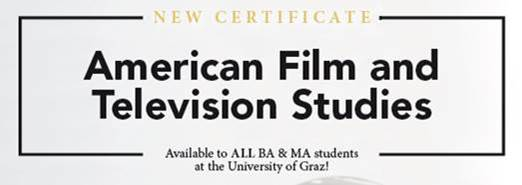 NEW CERTIFICATE
American Film and
Television Studies
Available to ALL BA & MA students
at the University of Graz!